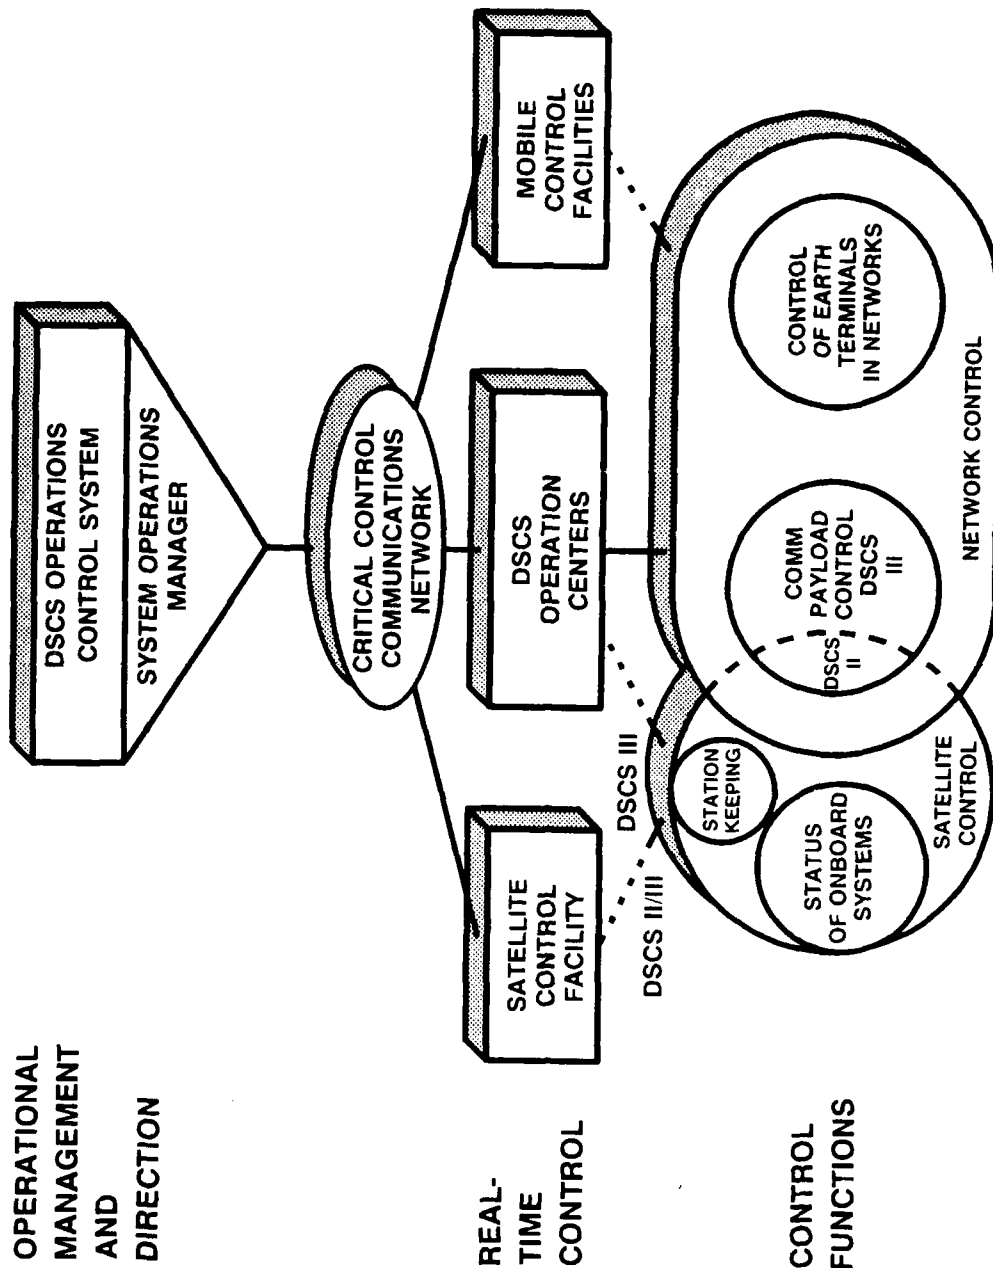 OPERATIONAL
MANAGEMENT
AND
DIRECTION
DSCS OPERATIONS
CONTROL SYSTEM
SYSTEM OPERATIONS
MANAGER
CRITICAL CONTROL
COMMUNICATIONS
NETWORK
REAL-
TIME
CONTROL
SATELLITE
CONTROL
FACILITY
DSCS
OPERATION
CENTERS
MOBILE
CONTROL
FACILITIES
DSCS II/III
DSCS III
CONTROL
FUNCTIONS
STATION
KEEPING
STATUS
OF ONBOARD
SYSTEMS
SATELLITE
CONTROL
DSCS
II
COMM
PAYLOAD
CONTROL
DSCS
III
CONTROL
OF EARTH
TERMINALS
IN NETWORKS
NETWORK CONTROL